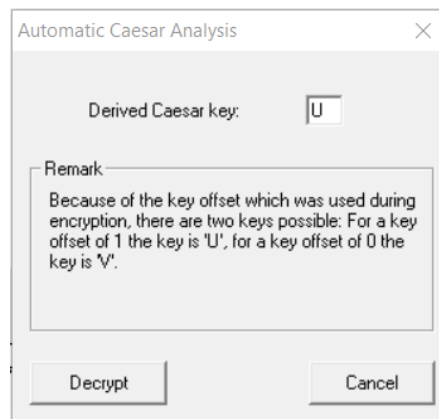 Automatic Caesar Analysis
Derived Caesar key: U
Remark
Because of the key offset which was used during
encryption, there are two keys possible: For a key
offset of 1 the key is 'U', for a key offset of 0 the
key is 'V'.
Decrypt Cancel